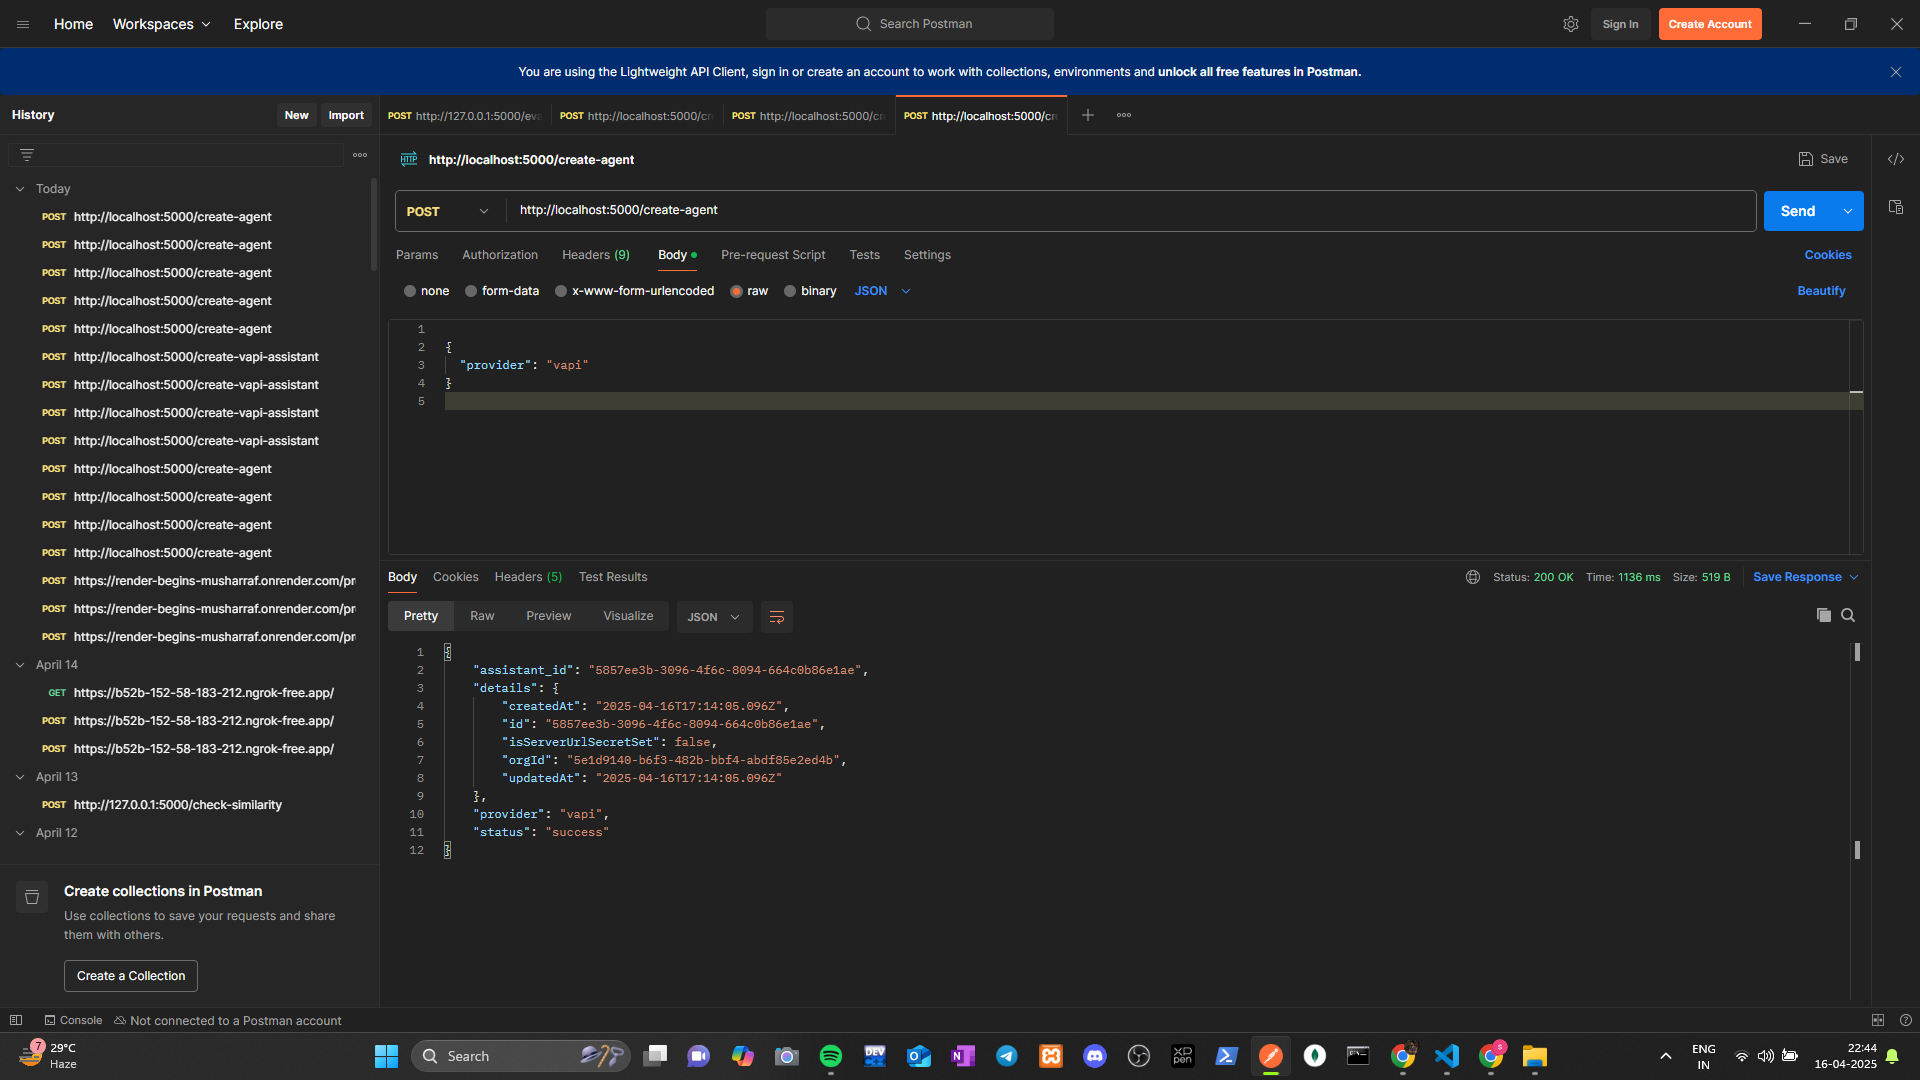 Home Workspaces Explore Search Postman Sign In Create Account
You are using the Lightweight API Client, sign in or create an account to work with collections, environments and unlock all free features in Postman.
History New Import
POST http://127.0.0.1:5000/eva POST http://localhost:5000/cr POST http://localhost:5000/cr POST http://localhost:5000/cr
Today
POST http://localhost:5000/create-agent
POST http://localhost:5000/create-agent
POST http://localhost:5000/create-agent
POST http://localhost:5000/create-agent
POST http://localhost:5000/create-agent
POST http://localhost:5000/create-vapi-assistant
POST http://localhost:5000/create-vapi-assistant
POST http://localhost:5000/create-vapi-assistant
POST http://localhost:5000/create-vapi-assistant
POST http://localhost:5000/create-agent
POST http://localhost:5000/create-agent
POST http://localhost:5000/create-agent
POST http://localhost:5000/create-agent
POST https://render-begins-musharraf.onrender.com/pr
POST https://render-begins-musharraf.onrender.com/pr
POST https://render-begins-musharraf.onrender.com/pr
April 14
GET https://b52b-152-58-183-212.ngrok-free.app/
POST https://b52b-152-58-183-212.ngrok-free.app/
POST https://b52b-152-58-183-212.ngrok-free.app/
April 13
POST http://127.0.0.1:5000/check-similarity
April 12
Create collections in Postman
Use collections to save your requests and share
them with others.
Create a Collection
HTTP http://localhost:5000/create-agent Save
POST http://localhost:5000/create-agent Send
Params Authorization Headers (9) Body Pre-request Script Tests Settings Cookies
none form-data x-www-form-urlencoded raw binary JSON Beautify
1
2 {
3 "provider": "vapi"
4 }
5
Body Cookies Headers (5) Test Results Status: 200 OK Time: 1136 ms Size: 519 B Save Response
Pretty Raw Preview Visualize JSON
1 {
2 "assistant_id": "5857ee3b-3096-4f6c-8094-664c0b86e1ae",
3 "details": {
4 "createdAt": "2025-04-16T17:14:05.096Z",
5 "id": "5857ee3b-3096-4f6c-8094-664c0b86e1ae",
6 "isServerUrlSecretSet": false,
7 "orgId": "5e1d9140-b6f3-482b-bbf4-abdf85e2ed4b",
8 "updatedAt": "2025-04-16T17:14:05.096Z"
9 },
10 "provider": "vapi",
11 "status": "success"
12 }
Console Not connected to a Postman account
7 29°C
Haze
Search
DEV
XP
pen
ENG
IN
22:44
16-04-2025